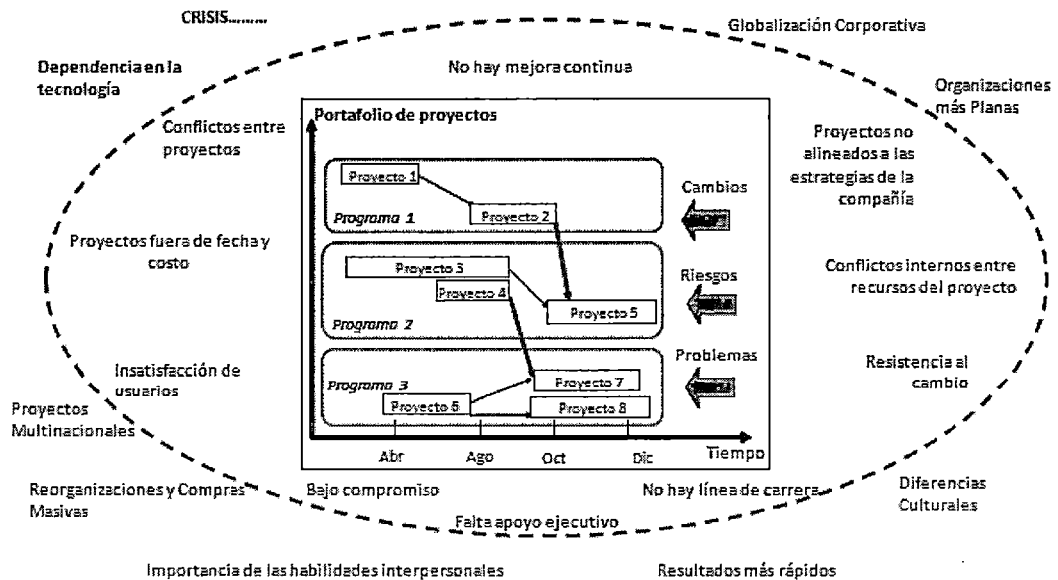 CRISIS.........
Globalización Corporativa
Dependencia en la
tecnología
No hay mejora continua
Organizaciones
más Planas
Portafolio de proyectos
Conflictos entre
proyectos
Proyectos no
alineados a las
estrategias de la
compañía
Proyecto 1
Cambios
Programa 1
Proyecto 2
Proyectos fuera de fecha y
costo
Proyecto 3
Riesgos
Conflictos internos entre
recursos del proyecto
Proyecto 4
Proyecto 5
Programa 2
Insatisfacción de
usuarios
Problemas
Resistencia al
cambio
Programa 3
Proyecto 7
Proyecto 6
Proyecto 8
Proyectos
Multinacionales
Abr
Ago
Oct
Dic
Tiempo
Reorganizaciones y Compras
Masivas
Bajo compromiso
No hay línea de carrera
Diferencias
Culturales
Falta apoyo ejecutivo
Importancia de las habilidades interpersonales
Resultados más rápidos